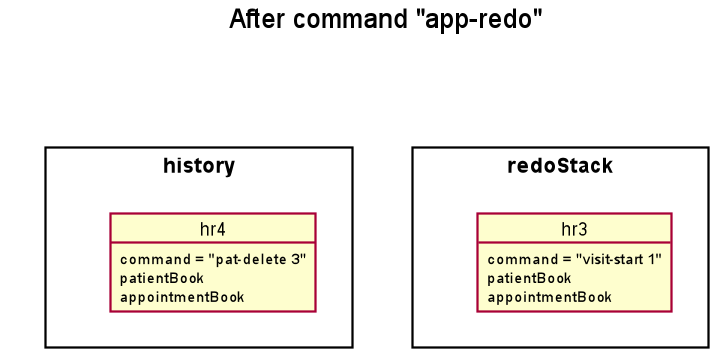 After command "app-redo"
history
redoStack
hr4
command = "pat-delete 3"
patientBook
appointmentBook
hr3
command = "visit-start 1"
patientBook
appointmentBook